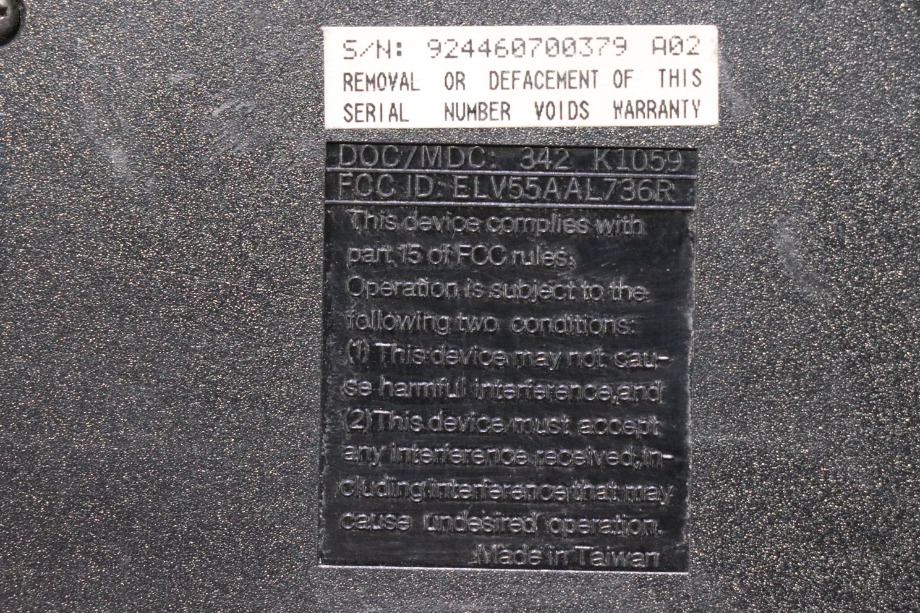 S/N: 924460700379 A02
REMOVAL OR DEFACEMENT OF THIS
SERIAL NUMBER VOIDS WARRANTY
DOC/MDC: 342 K1059
FCC ID: ELV55AAL736R
This device complies with
part 15 of FCC rules.
Operation is subject to the
following two conditions:
(1) This device may not cau-
se harmful interference,and
(2) This device must accept
any interference received,in-
cluding interference that may
cause undesired operation.
Made in Taiwan